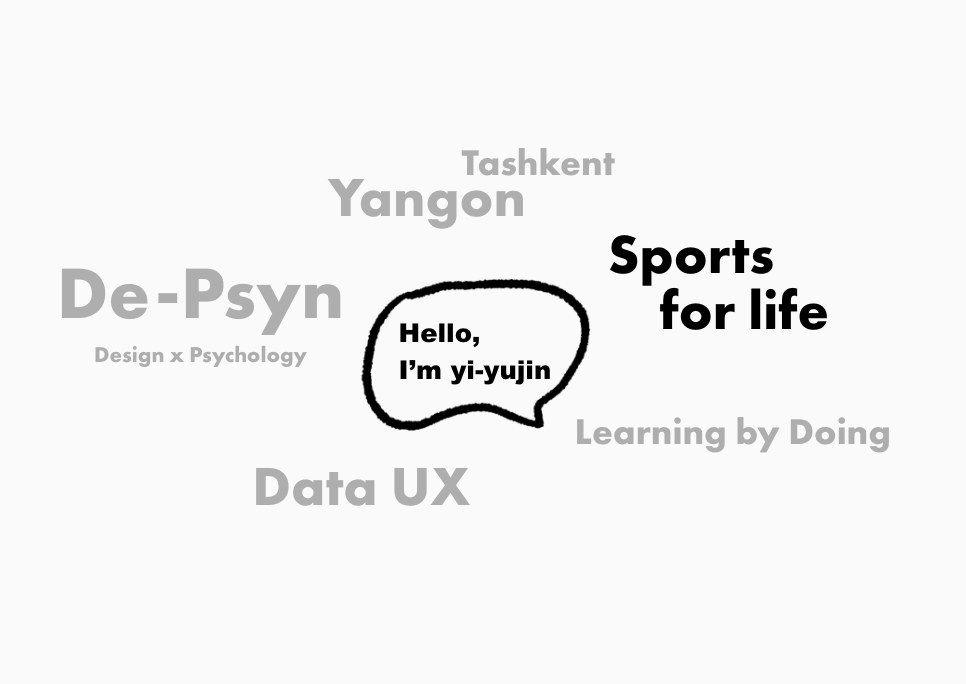 Tashkent
Yangon
Sports
for life
De-Psyn
Design x Psychology
Hello,
I’m yi-yujin
Learning by Doing
Data UX